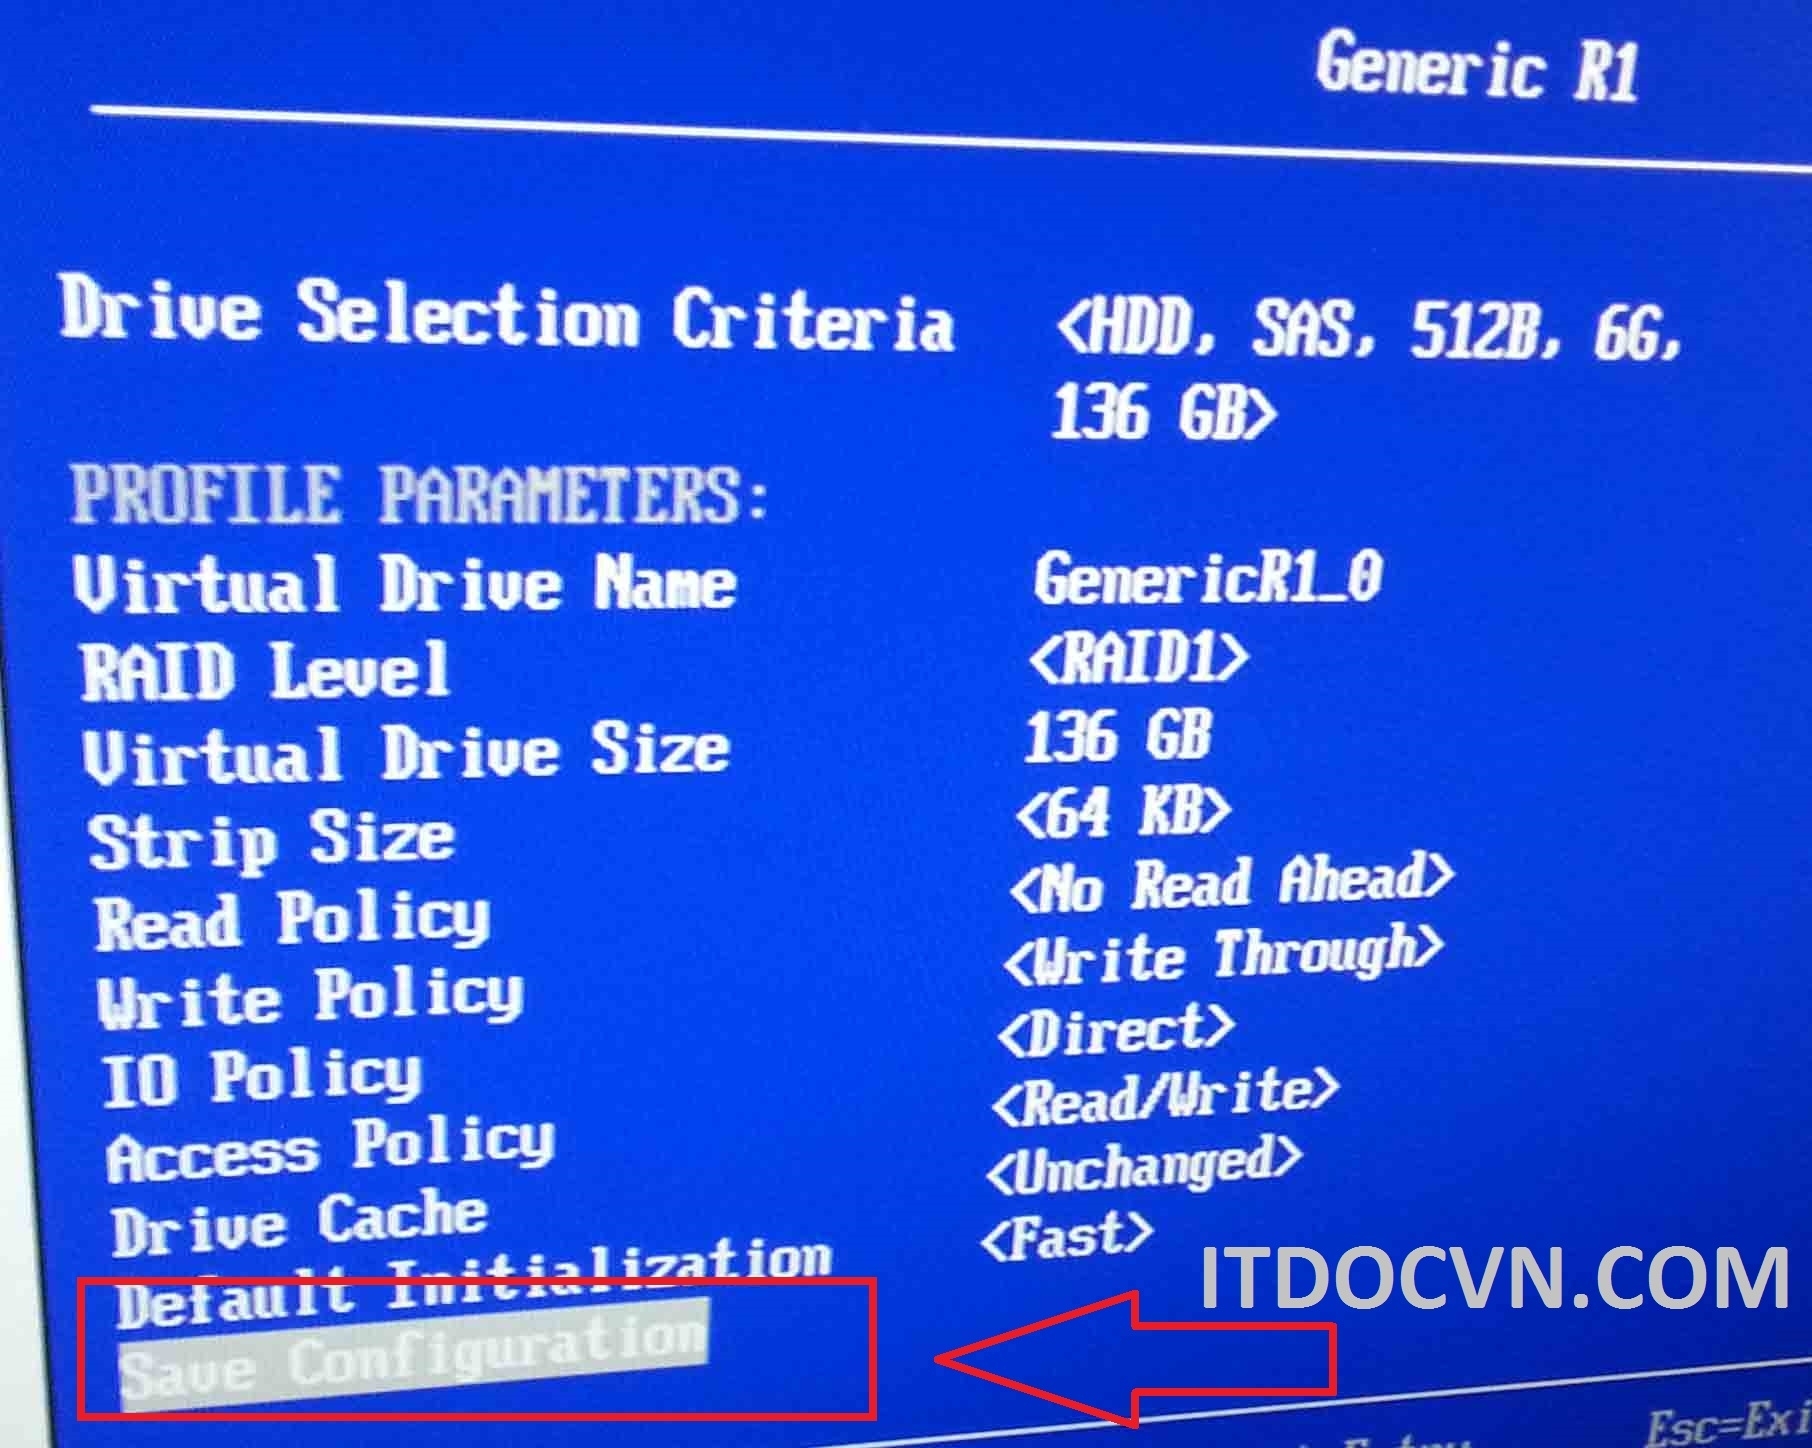 Generic R1
Drive Selection Criteria <HDD, SAS, 512B, 6G,
136 GB>
PROFILE PARAMETERS:
Virtual Drive Name GenericR1_0
RAID Level <RAID1>
Virtual Drive Size 136 GB
Strip Size <64 KB>
Read Policy <No Read Ahead>
Write Policy <Write Through>
IO Policy <Direct>
Access Policy <Read/Write>
Drive Cache <Unchanged>
Default Initialization <Fast>
ITDOCVN.COM
Save Configuration